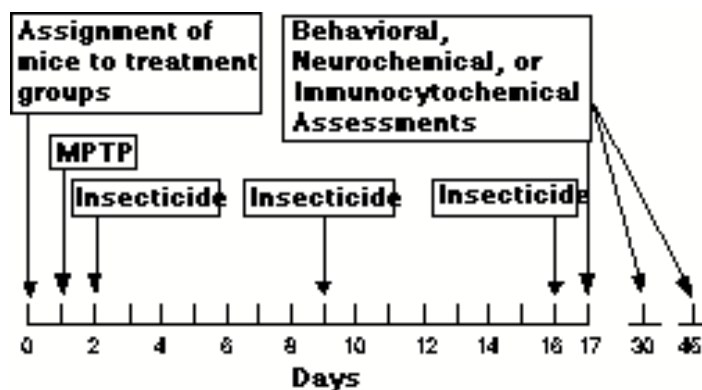 Assignment of
mice to treatment
groups
Behavioral,
Neurochemical, or
Immunocytochemical
Assessments
MPTP
Insecticide Insecticide Insecticide
0 2 4 6 8 10 12 14 16 17 30 45
Days